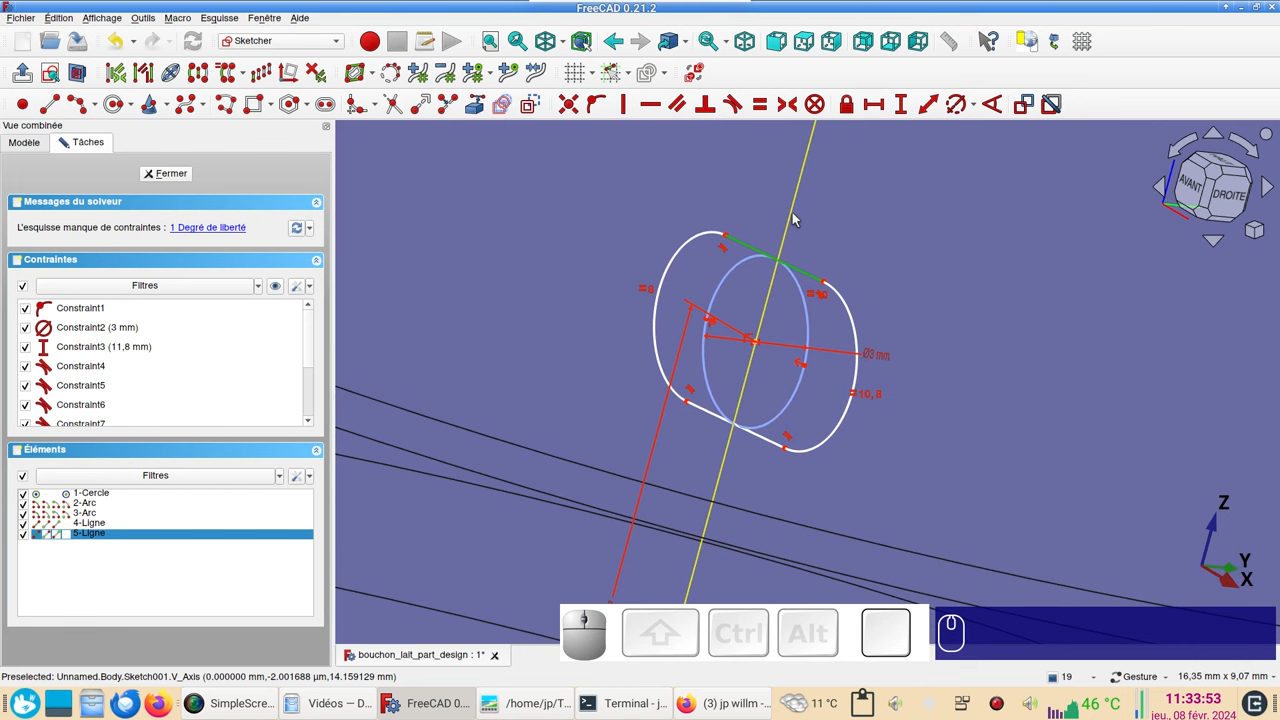 FreeCAD 0.21.2
Fichier Édition Affichage Outils Macro Esquisse Fenêtre Aide
Sketcher
Vue combinée
Modèle Tâches
Fermer
Messages du solveur
L'esquisse manque de contraintes : 1 Degré de liberté
Contraintes
Filtres
Constraint1
Constraint2 (3 mm)
Constraint3 (11,8 mm)
Constraint4
Constraint5
Constraint6
Constraint7
Éléments
Filtres
1-Cercle
2-Arc
3-Arc
4-Ligne
5-Ligne
AVANT DROITE
Ø3 mm
10, 8
Z
Y
X
Ctrl Alt
bouchon_lait_part_design : 1*
Preselected: Unnamed.Body.Sketch001.V_Axis (0.000000 mm,-2.001688 µm,14.159129 mm)
19 Gesture 16,35 mm x 9,07 mm
SimpleScre... Vidéos — D... FreeCAD 0.... /home/jp/T... Terminal - j... (3) jp willm -... 11 °C 46 °C 11:33:53
jeu., 08 févr. 2024